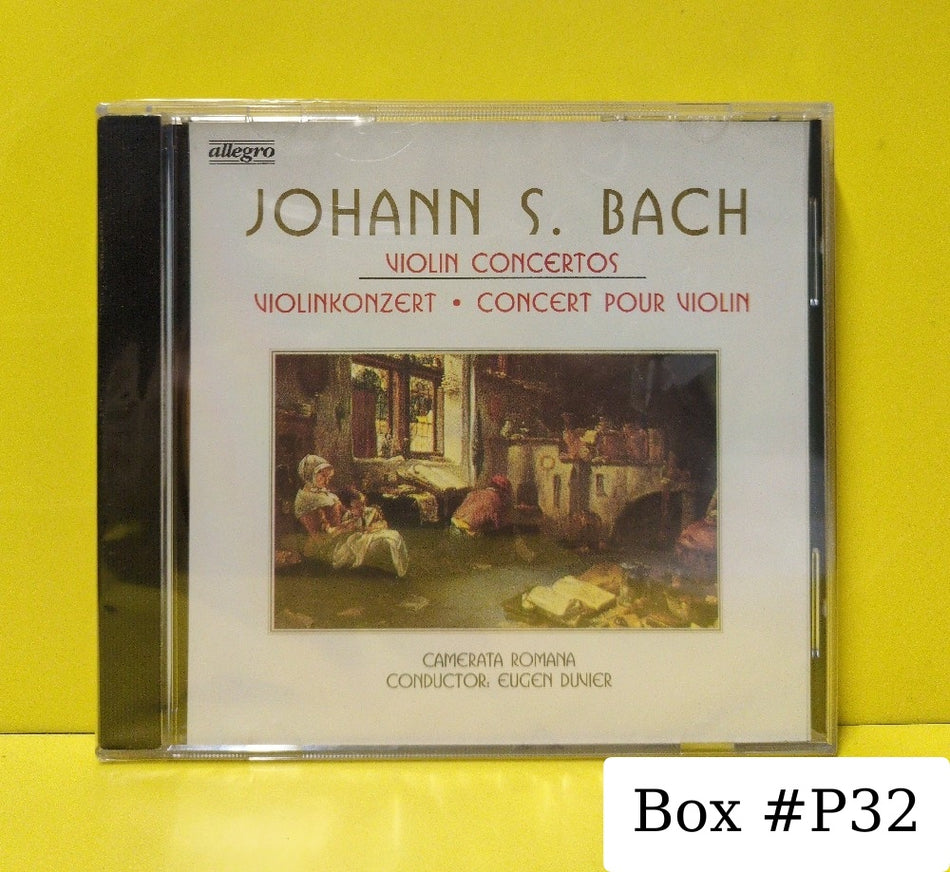 allegro
JOHANN S. BACH
VIOLIN CONCERTOS
VIOLINKONZERT • CONCERT POUR VIOLIN
CAMERATA ROMANA
CONDUCTOR: EUGEN DUVIER
Box #P32